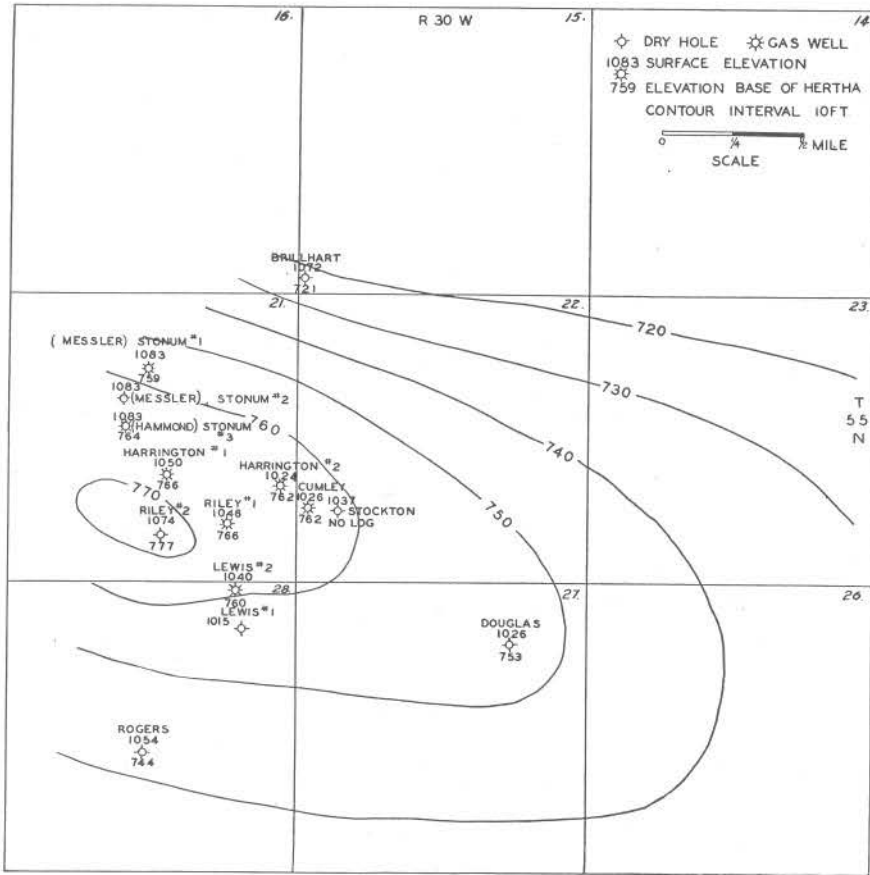 16.
R 30 W
15.
14
DRY HOLE GAS WELL
1083 SURFACE ELEVATION
759 ELEVATION BASE OF HERTHA
CONTOUR INTERVAL 10FT.
0 1/4 1/2 MILE
SCALE
BRILLHART
1072
721
21.
22.
23.
720
730
740
750
760
770
T
55
N
(MESSLER) STONUM #1
1083
759
1083
(MESSLER) STONUM #2
1083
764
(HAMMOND) STONUM
#3
HARRINGTON #1
1050
766
HARRINGTON #2
1024
762
CUMLEY
1026
762
1037
STOCKTON
NO LOG
RILEY #2
1074
777
RILEY #1
1046
766
LEWIS #2
1040
760
28.
27.
26.
LEWIS #1
1015
DOUGLAS
1026
753
ROGERS
1054
744